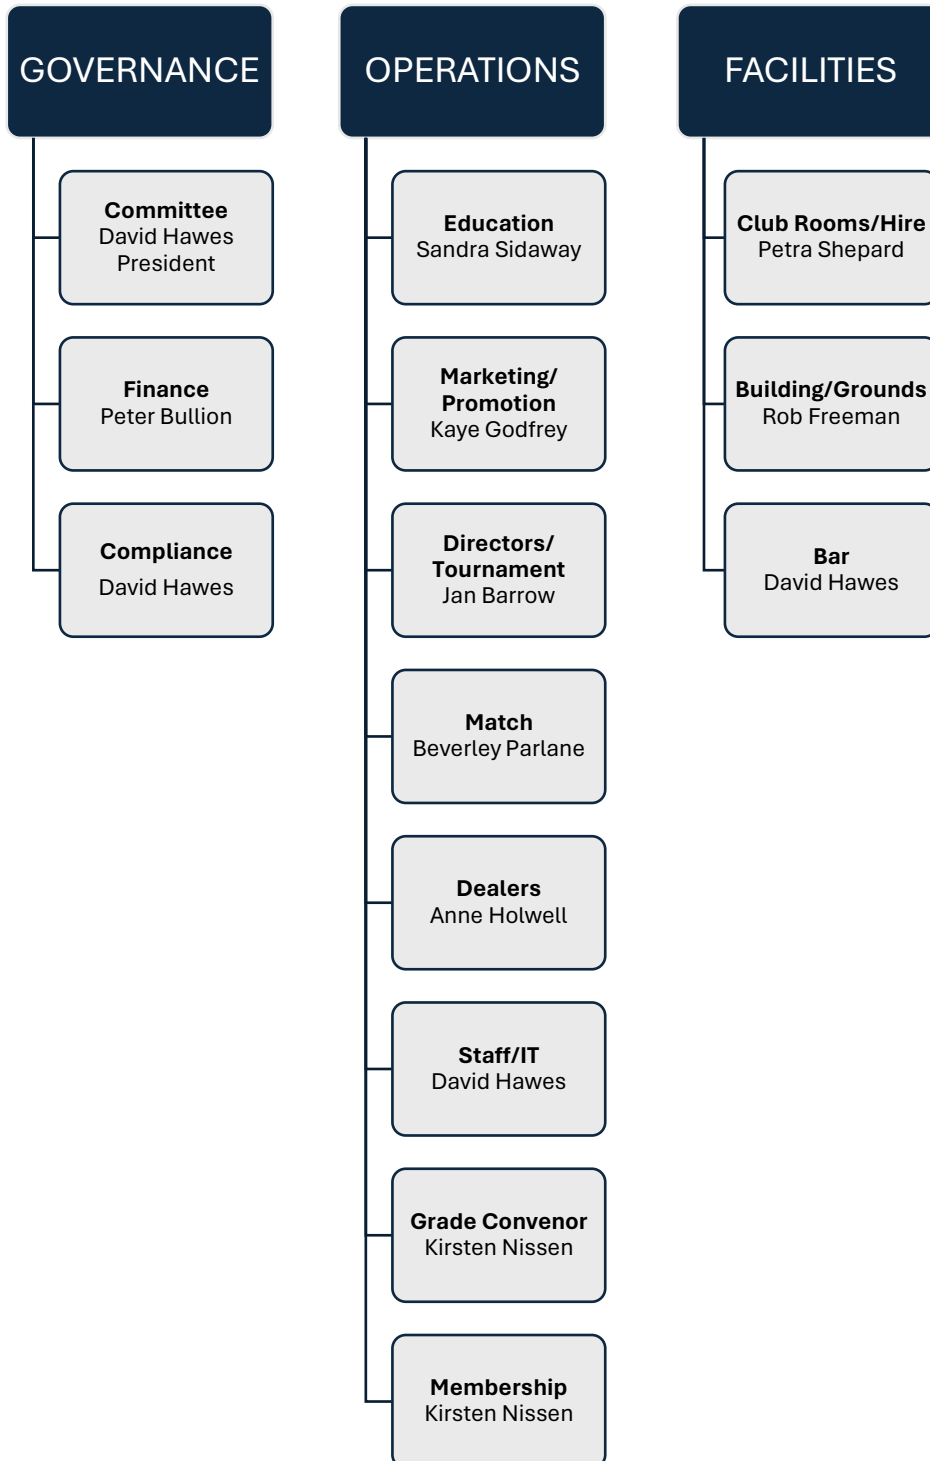 GOVERNANCE
Committee
David Hawes
President
Finance
Peter Bullion
Compliance
David Hawes
OPERATIONS
Education
Sandra Sidaway
Marketing/
Promotion
Kaye Godfrey
Directors/
Tournament
Jan Barrow
Match
Beverley Parlane
Dealers
Anne Holwell
Staff/IT
David Hawes
Grade Convenor
Kirsten Nissen
Membership
Kirsten Nissen
FACILITIES
Club Rooms/Hire
Petra Shepard
Building/Grounds
Rob Freeman
Bar
David Hawes